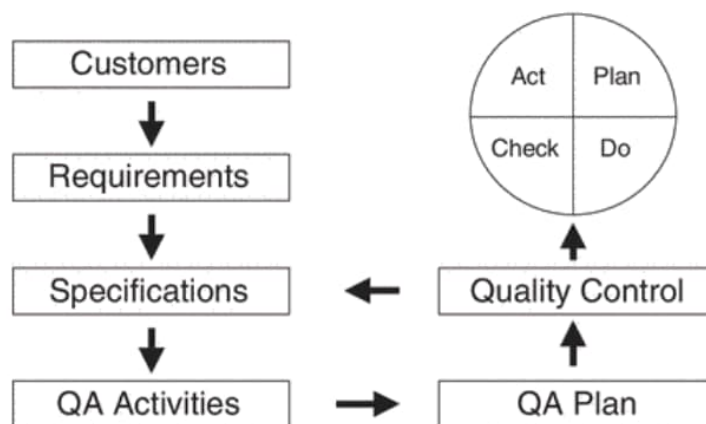 Customers
Requirements
Specifications
QA Activities
Act
Plan
Check
Do
Quality Control
QA Plan